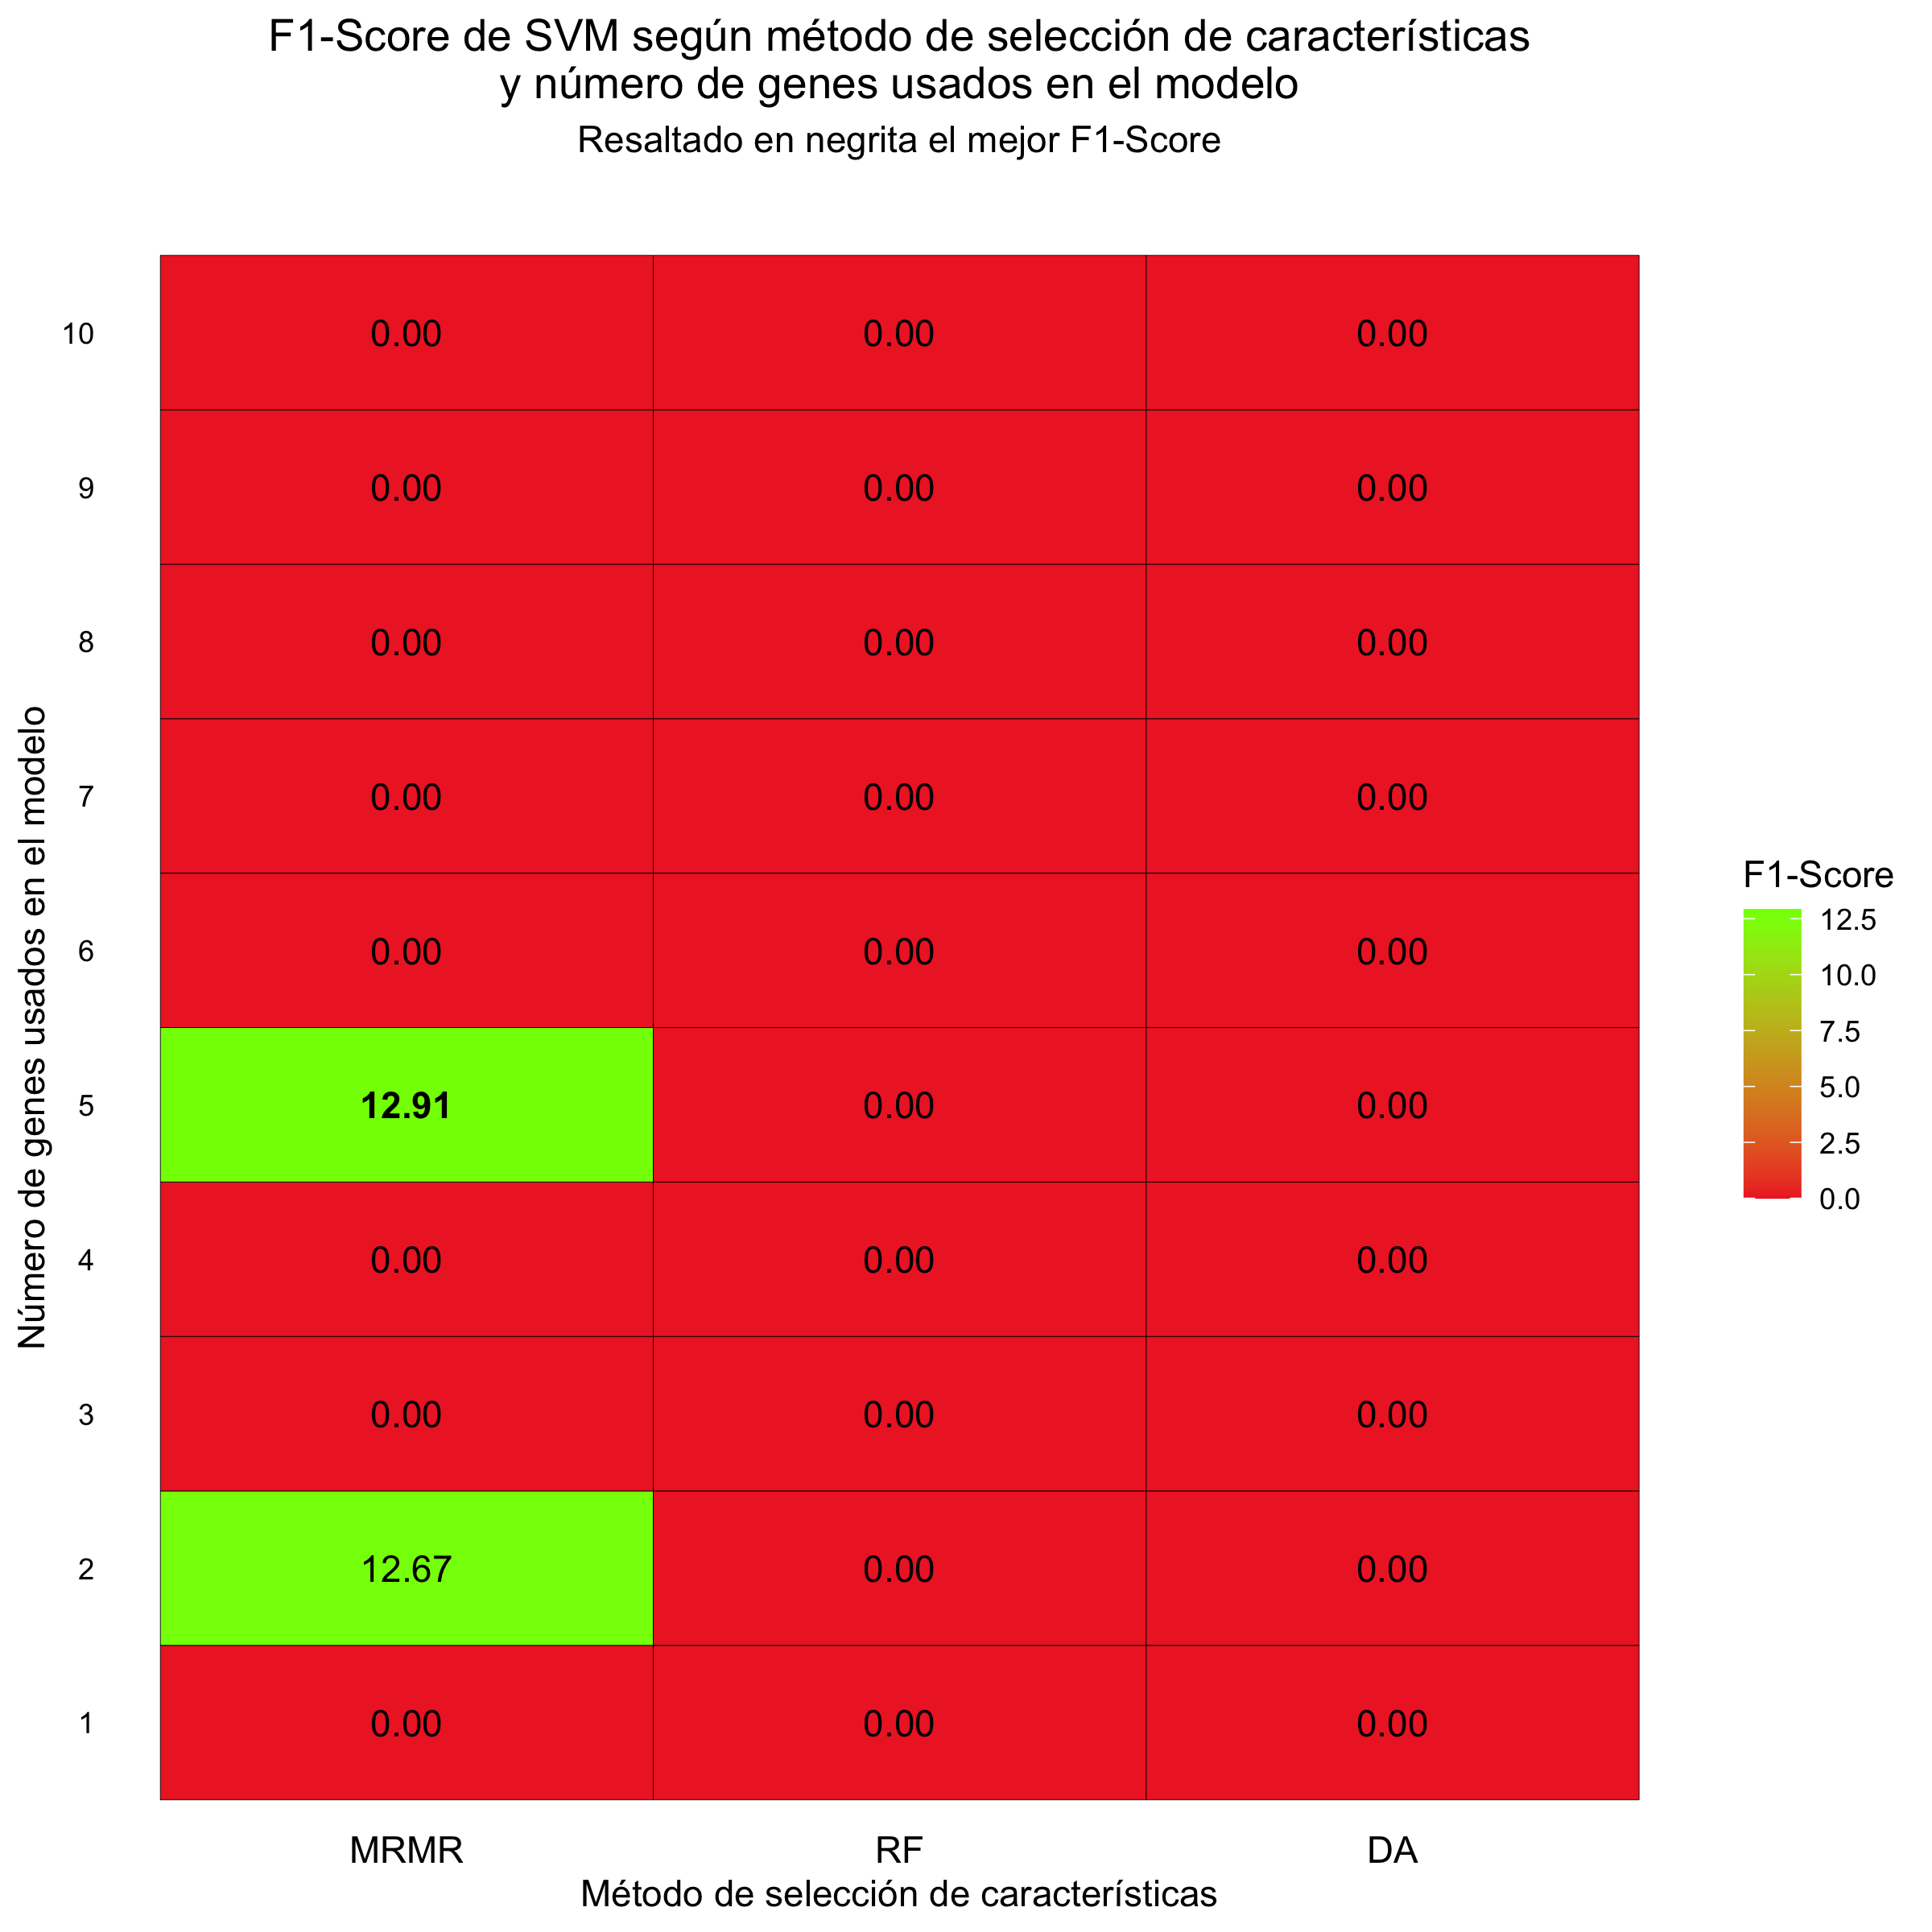 F1-Score de SVM según método de selección de características
y número de genes usados en el modelo
Resaltado en negrita el mejor F1-Score
Número de genes usados en el modelo
10 0.00 0.00 0.00
9 0.00 0.00 0.00
8 0.00 0.00 0.00
7 0.00 0.00 0.00
6 0.00 0.00 0.00
5 12.91 0.00 0.00
4 0.00 0.00 0.00
3 0.00 0.00 0.00
2 12.67 0.00 0.00
1 0.00 0.00 0.00
MRMR RF DA
Método de selección de características
F1-Score
12.5
10.0
7.5
5.0
2.5
0.0